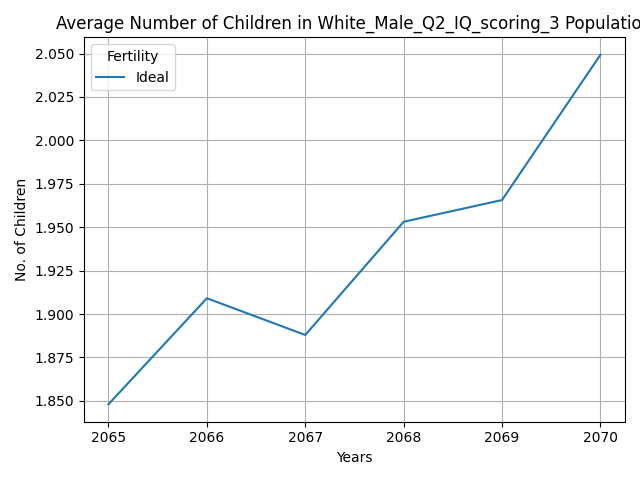 Average Number of Children in White_Male_Q2_IQ_scoring_3 Populatio
Fertility
Ideal
2.050
2.025
2.000
1.975
1.950
1.925
1.900
1.875
1.850
No. of Children
2065 2066 2067 2068 2069 2070
Years